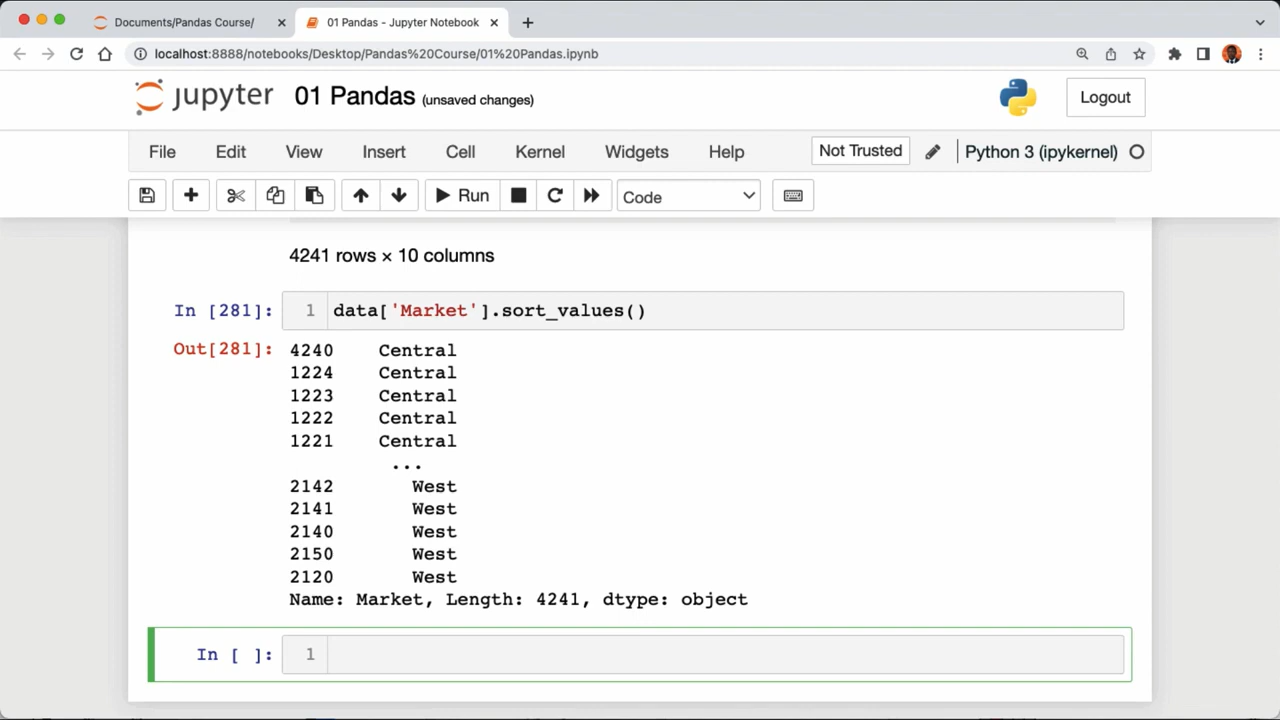 Documents/Pandas Course/
01 Pandas - Jupyter Notebook
localhost:8888/notebooks/Desktop/Pandas%20Course/01%20Pandas.ipynb
jupyter 01 Pandas (unsaved changes)
Logout
File Edit View Insert Cell Kernel Widgets Help
Not Trusted
Python 3 (ipykernel)
Run
Code
4241 rows × 10 columns
In [281]: 1 data['Market'].sort_values()
Out[281]: 4240 Central
1224 Central
1223 Central
1222 Central
1221 Central
...
2142 West
2141 West
2140 West
2150 West
2120 West
Name: Market, Length: 4241, dtype: object
In [ ]: 1